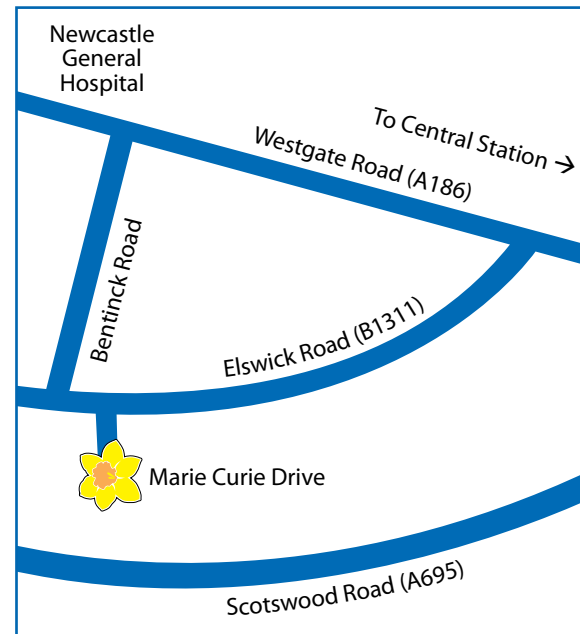 Newcastle
General
Hospital
To Central Station →
Westgate Road (A186)
Bentinck Road
Elswick Road (B1311)
Marie Curie Drive
Scotswood Road (A695)